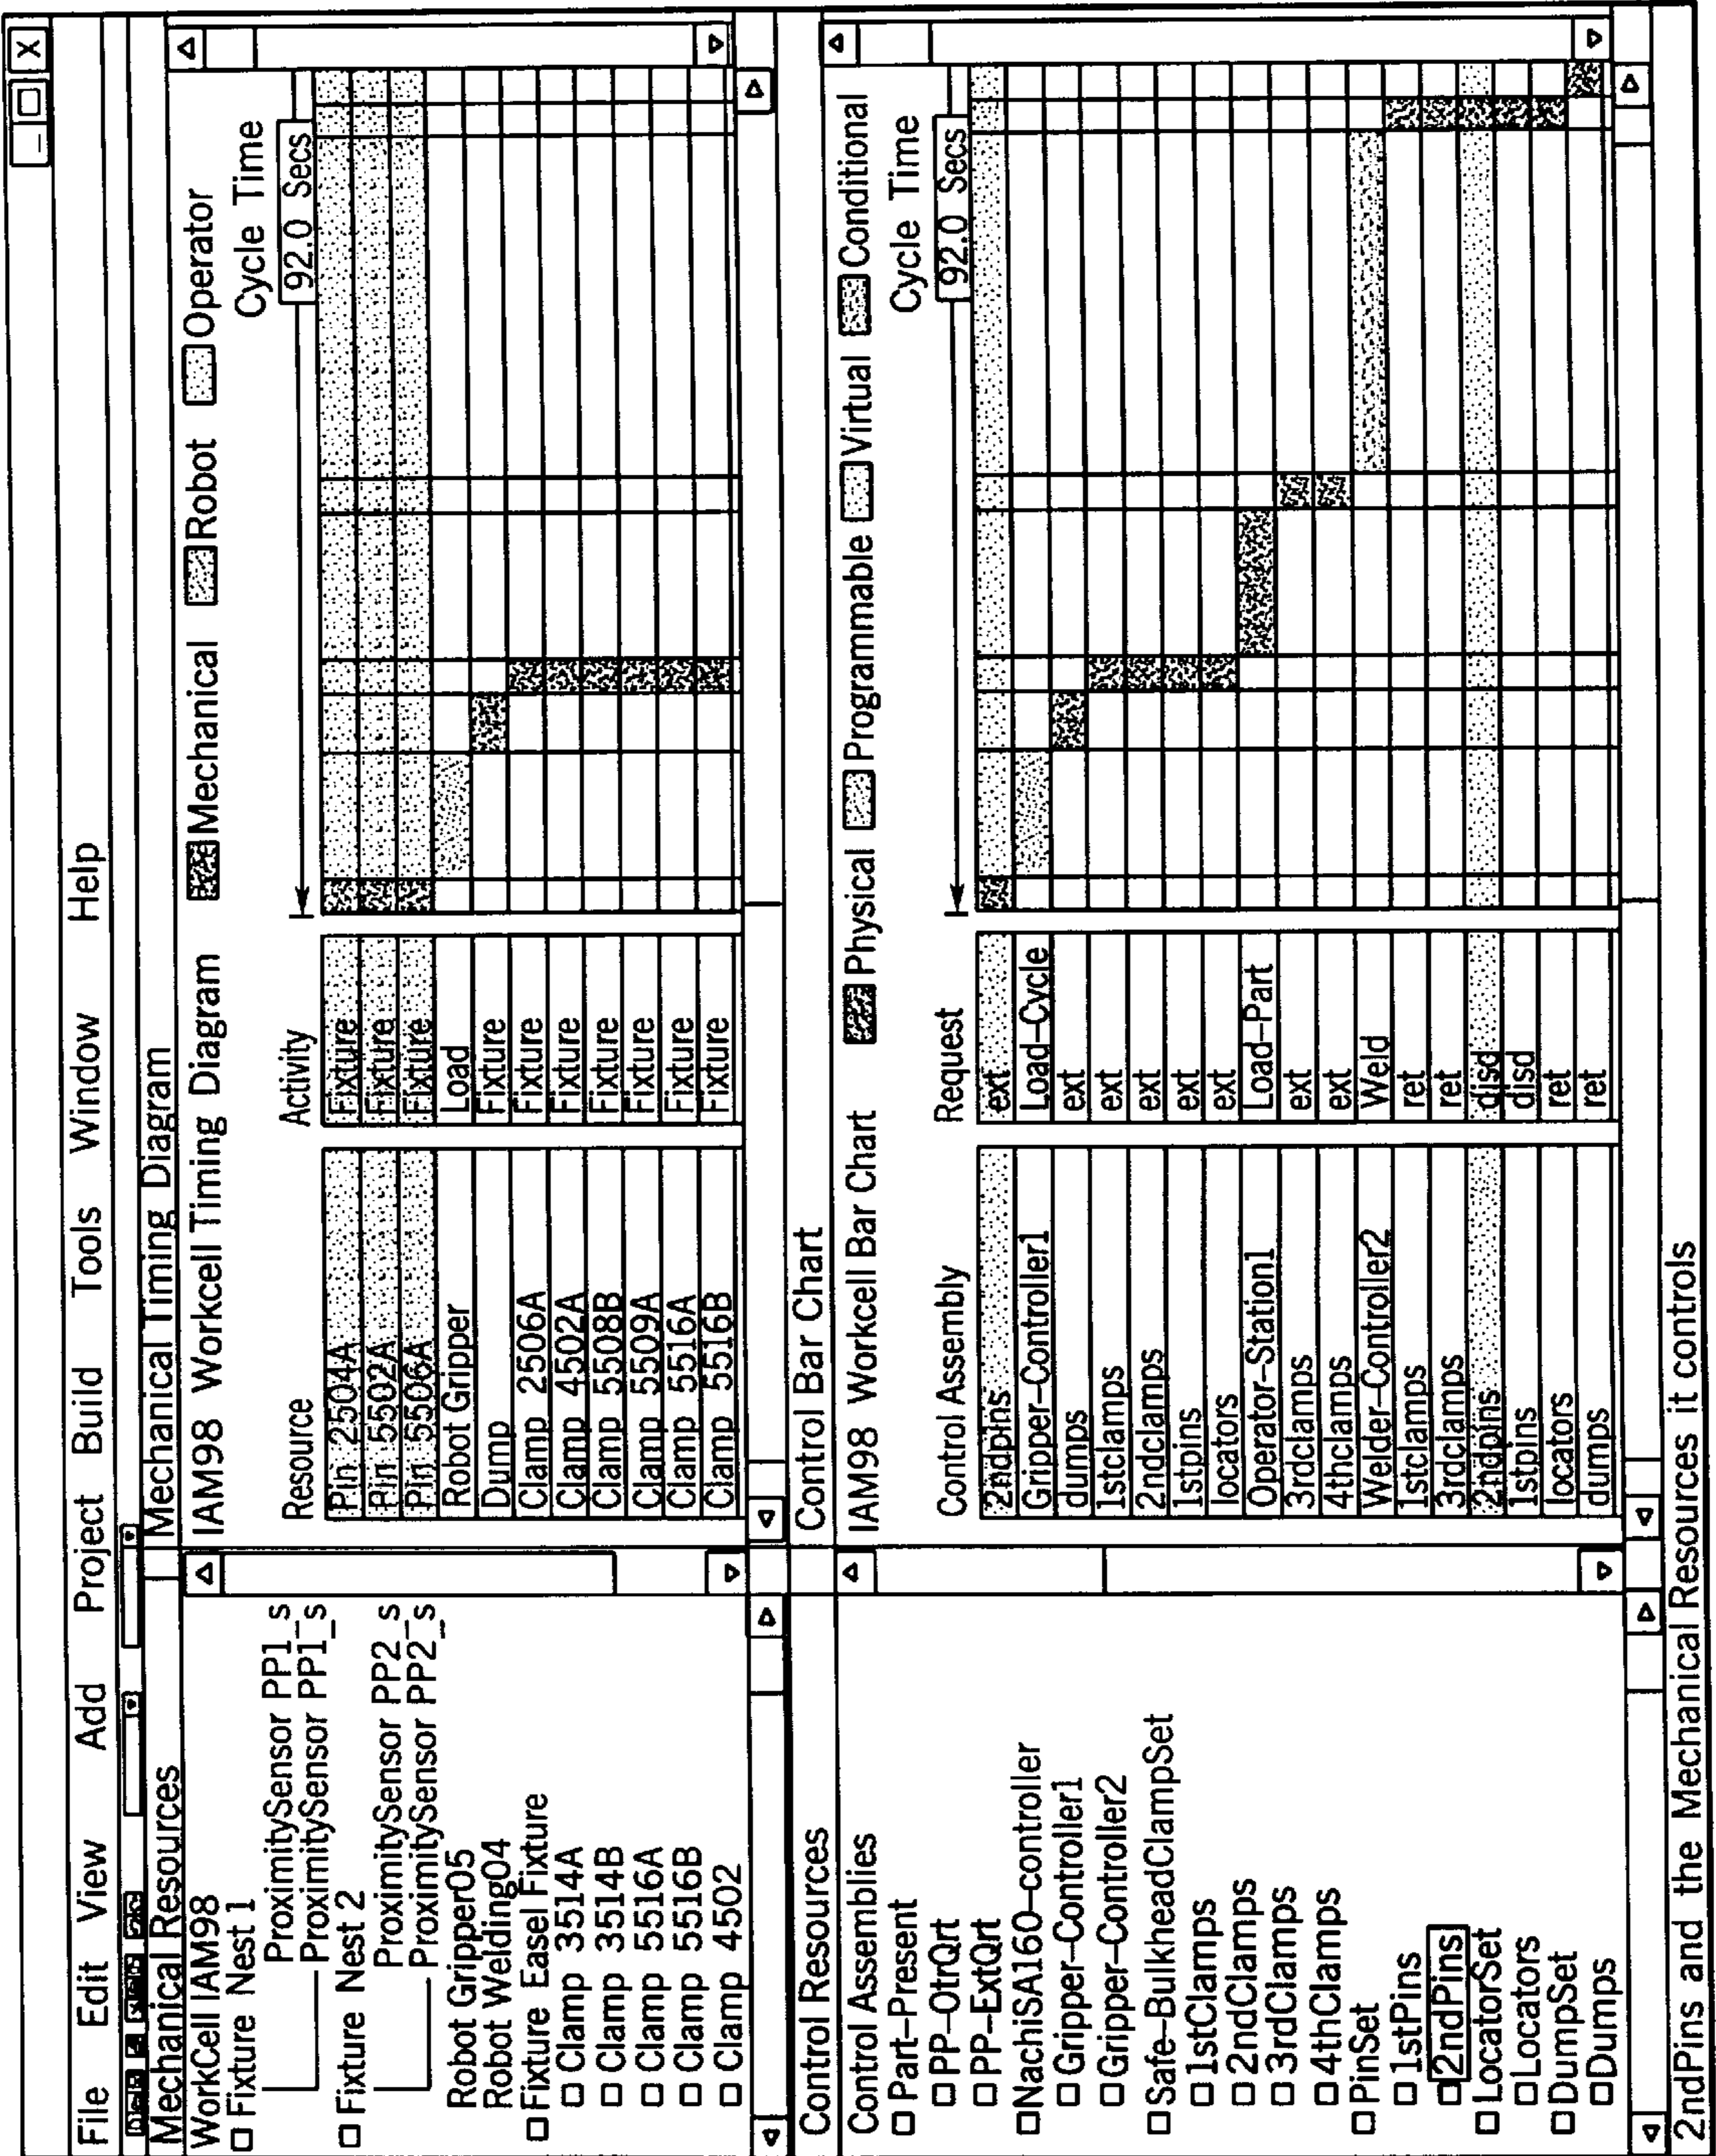 _ □ X
File Edit View Add Project Build Tools Window Help
Mechanical Resources
WorkCell IAM98
Fixture Nest 1
ProximitySensor PP1_s
ProximitySensor PP1_s
Fixture Nest 2
ProximitySensor PP2_s
ProximitySensor PP2_s
Robot Gripper05
Robot Welding04
Fixture Easel Fixture
Clamp 3514A
Clamp 3514B
Clamp 5516A
Clamp 5516B
Clamp 4502
Mechanical Timing Diagram
IAM98 Workcell Timing Diagram Mechanical Robot Operator
Resource Activity Cycle Time
92.0 Secs
Pin 2504A Fixture
Pin 5502A Fixture
Pin 5506A Fixture
Robot Gripper Load
Dump Fixture
Clamp 2506A Fixture
Clamp 4502A Fixture
Clamp 5508B Fixture
Clamp 5509A Fixture
Clamp 5516A Fixture
Clamp 5516B Fixture
Control Resources
Control Assemblies
Part-Present
PP-OtrQrt
PP-ExtQrt
NachiSA160-controller
Gripper-Controller1
Gripper-Controller2
Safe-BulkheadClampSet
1stClamps
2ndClamps
3rdClamps
4thClamps
PinSet
1stPins
2ndPins
LocatorSet
Locators
DumpSet
Dumps
Control Bar Chart
IAM98 Workcell Bar Chart Physical Programmable Virtual Conditional
Control Assembly Request Cycle Time
92.0 Secs
2ndpins ext
Gripper-Controller1 Load-Cycle
dumps ext
1stclamps ext
2ndclamps ext
1stpins ext
locators ext
Operator-Station1 Load-Part
3rdclamps ext
4thclamps ext
Welder-Controller2 Weld
1stclamps ret
3rdclamps ret
2ndpins disd
1stpins disd
locators ret
dumps ret
2ndPins and the Mechanical Resources it controls